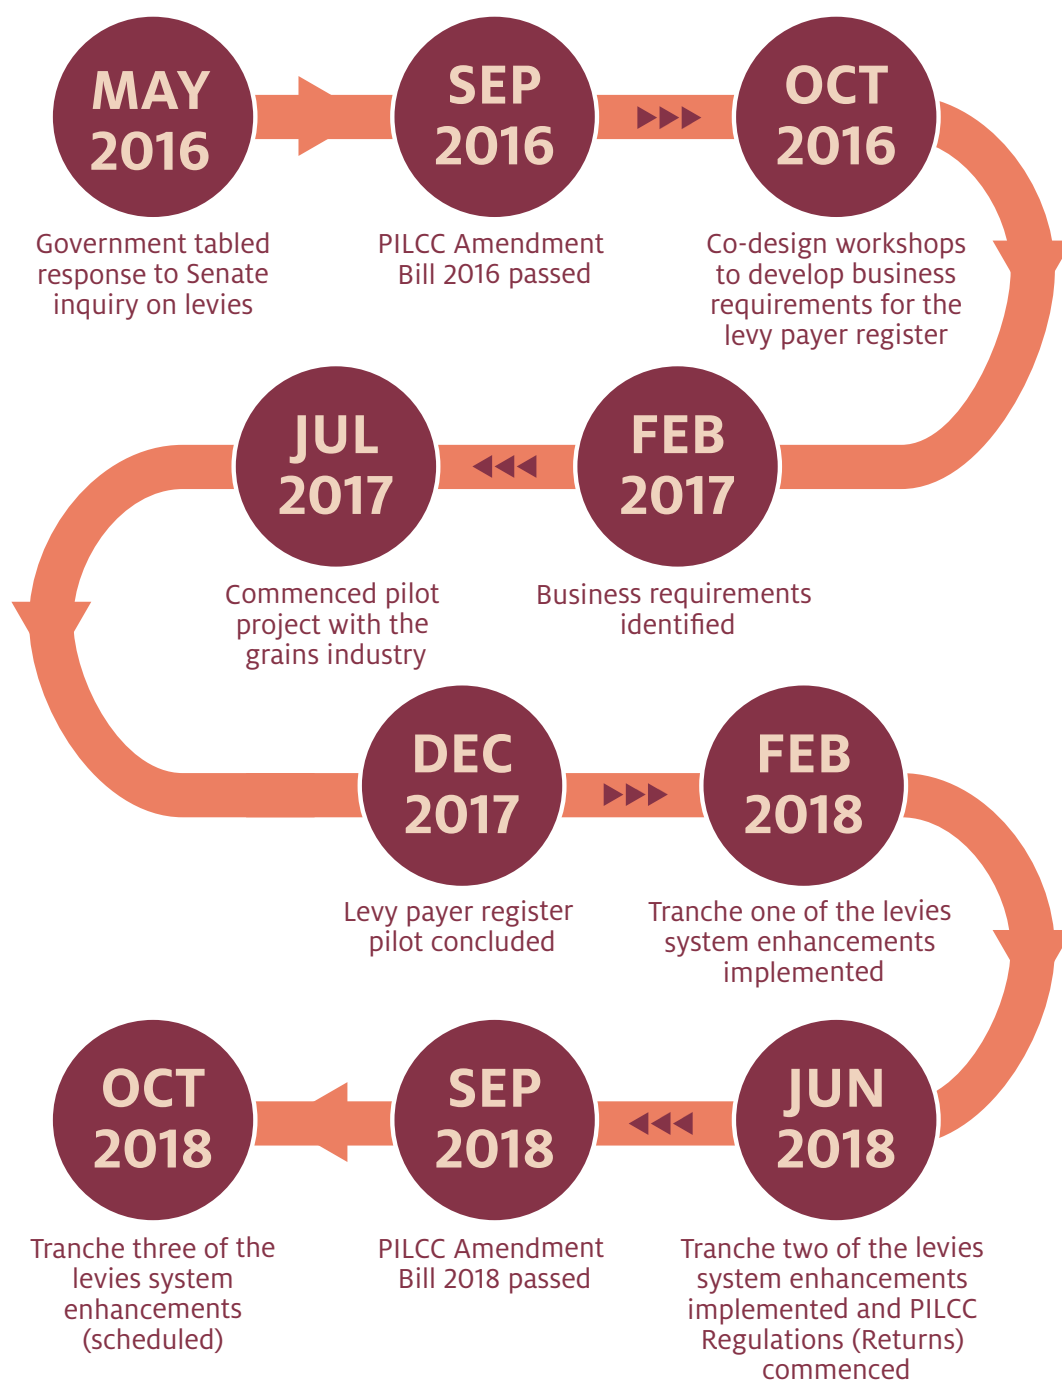 MAY
2016
Government tabled
response to Senate
inquiry on levies
SEP
2016
PILCC Amendment
Bill 2016 passed
OCT
2016
Co-design workshops
to develop business
requirements for the
levy payer register
FEB
2017
Business requirements
identified
JUL
2017
Commenced pilot
project with the
grains industry
DEC
2017
Levy payer register
pilot concluded
FEB
2018
Tranche one of the levies
system enhancements
implemented
JUN
2018
Tranche two of the levies
system enhancements
implemented and PILCC
Regulations (Returns)
commenced
SEP
2018
PILCC Amendment
Bill 2018 passed
OCT
2018
Tranche three of the
levies system
enhancements
(scheduled)